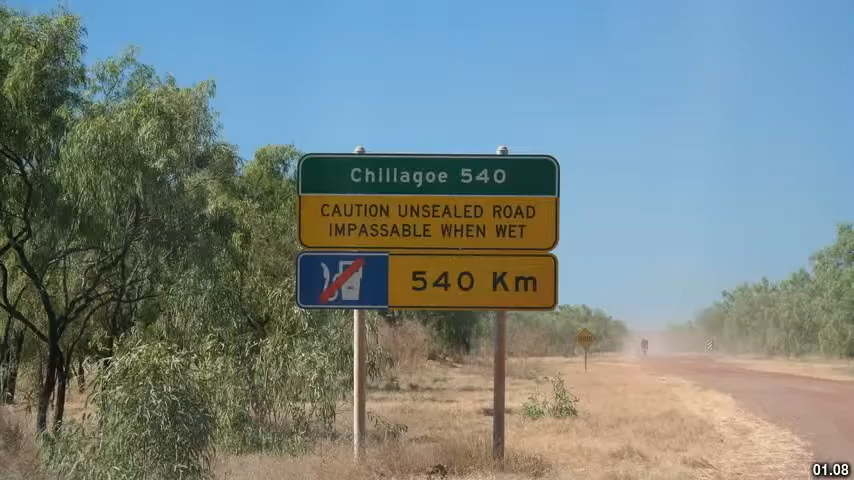 Chillagoe 540
CAUTION UNSEALED ROAD
IMPASSABLE WHEN WET
540 Km
01.08